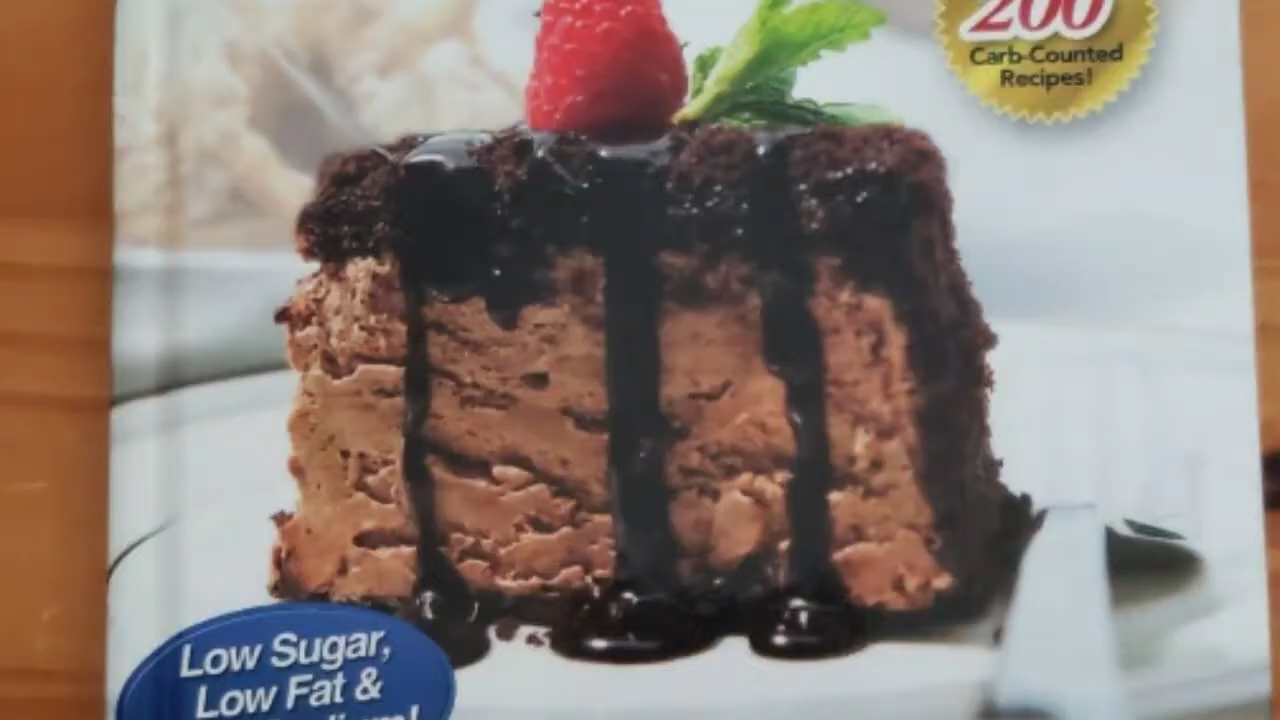 200
Carb-Counted
Recipes!
Low Sugar,
Low Fat &